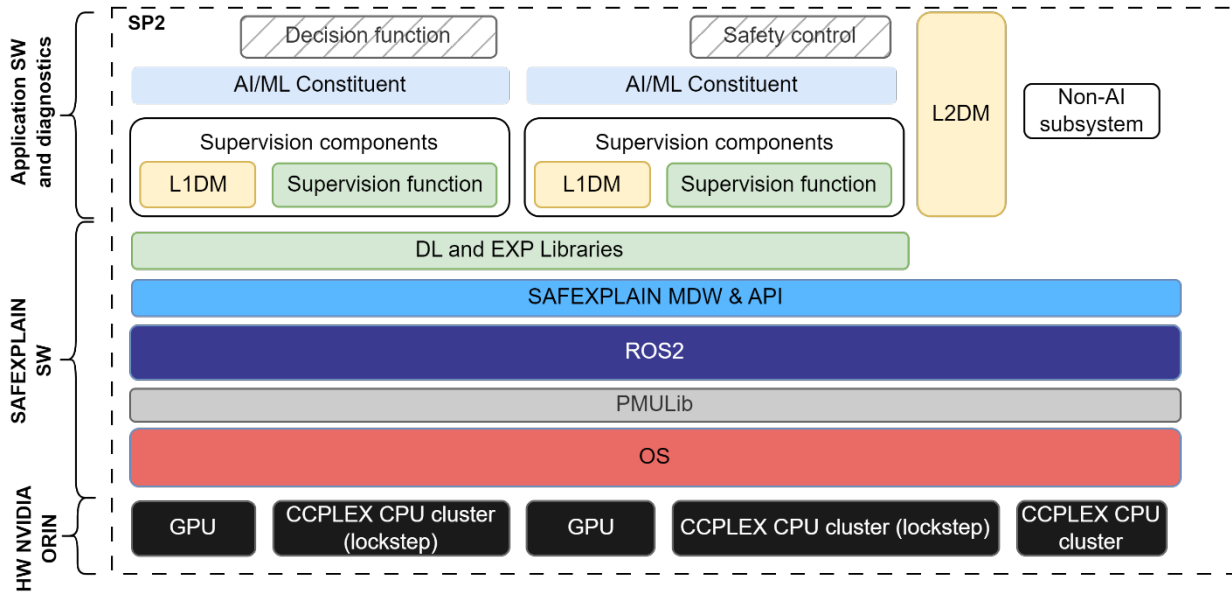 SP2
Application SW
and diagnostics
Decision function
Safety control
AI/ML Constituent
AI/ML Constituent
L2DM
Non-AI
subsystem
Supervision components
L1DM
Supervision function
Supervision components
L1DM
Supervision function
SAFEXPLAIN
SW
DL and EXP Libraries
SAFEXPLAIN MDW & API
ROS2
PMULib
OS
HW NVIDIA
ORIN
GPU
CCPLEX CPU cluster
(lockstep)
GPU
CCPLEX CPU cluster (lockstep)
CCPLEX CPU
cluster